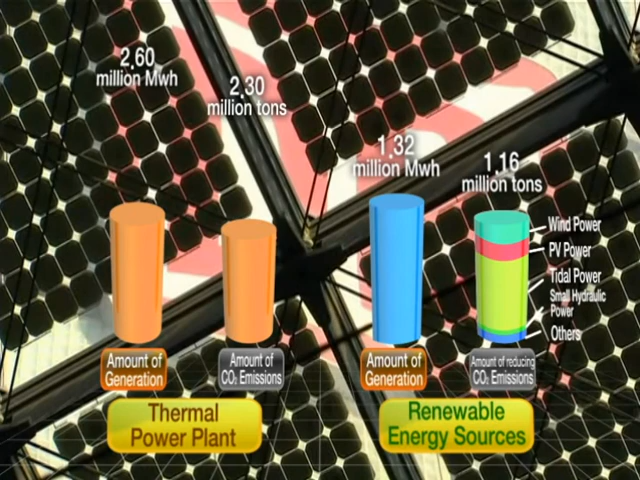 2,60
million Mwh
2,30
million tons
1,32
million Mwh
1,16
million tons
Wind Power
PV Power
Tidal Power
Small Hydraulic
Power
Others
Amount of
Generation
Amount of
CO₂ Emissions
Amount of
Generation
Amount of reducing
CO₂ Emissions
Thermal
Power Plant
Renewable
Energy Sources